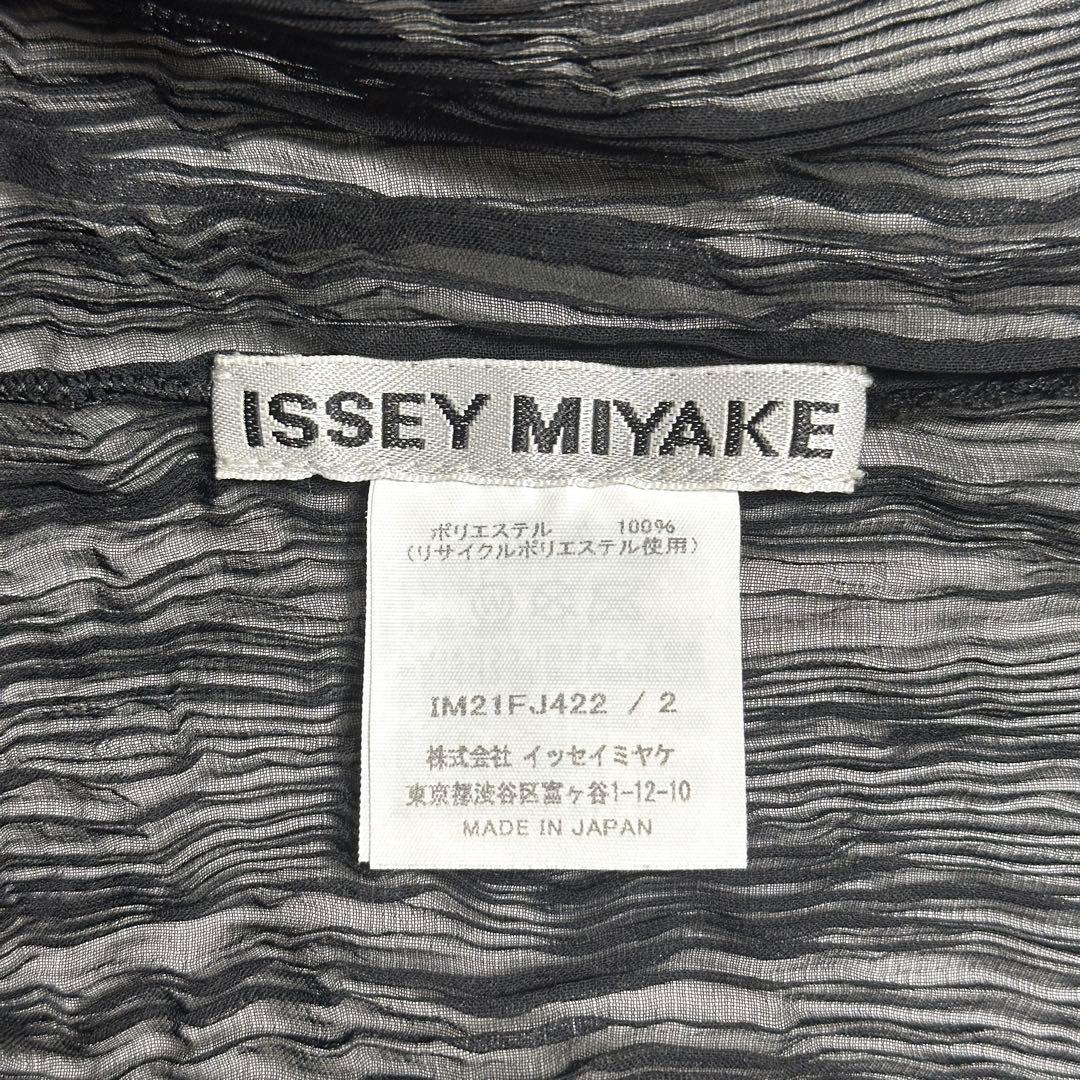 ISSEY MIYAKE
ポリエステル 100%
(リサイクルポリエステル使用)
IM21FJ422 / 2
株式会社 イッセイミヤケ
東京都渋谷区富ヶ谷1-12-10
MADE IN JAPAN